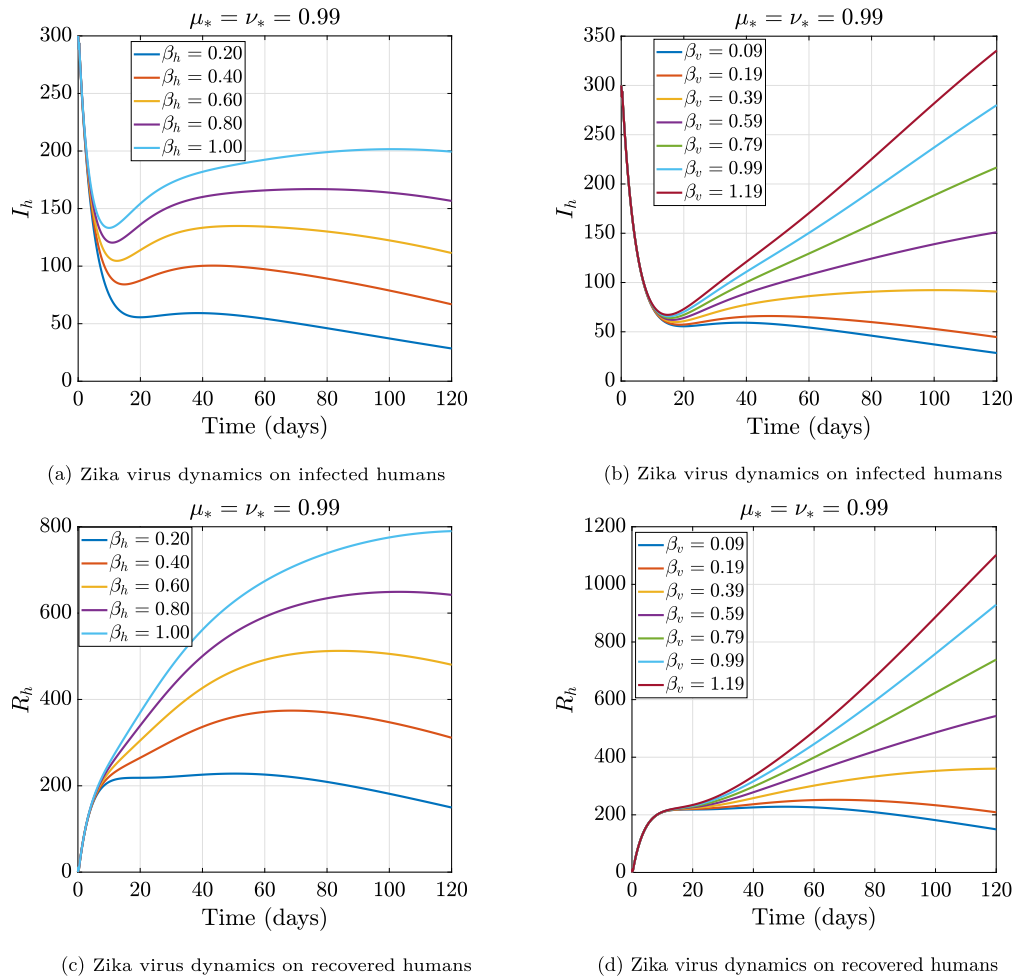 μ* = ν* = 0.99
I_h
300
250
200
150
100
50
0
β_h = 0.20
β_h = 0.40
β_h = 0.60
β_h = 0.80
β_h = 1.00
0 20 40 60 80 100 120
Time (days)
(a) Zika virus dynamics on infected humans
μ* = ν* = 0.99
I_h
350
300
250
200
150
100
50
0
β_v = 0.09
β_v = 0.19
β_v = 0.39
β_v = 0.59
β_v = 0.79
β_v = 0.99
β_v = 1.19
0 20 40 60 80 100 120
Time (days)
(b) Zika virus dynamics on infected humans
μ* = ν* = 0.99
R_h
800
600
400
200
0
β_h = 0.20
β_h = 0.40
β_h = 0.60
β_h = 0.80
β_h = 1.00
0 20 40 60 80 100 120
Time (days)
(c) Zika virus dynamics on recovered humans
μ* = ν* = 0.99
R_h
1200
1000
800
600
400
200
0
β_v = 0.09
β_v = 0.19
β_v = 0.39
β_v = 0.59
β_v = 0.79
β_v = 0.99
β_v = 1.19
0 20 40 60 80 100 120
Time (days)
(d) Zika virus dynamics on recovered humans